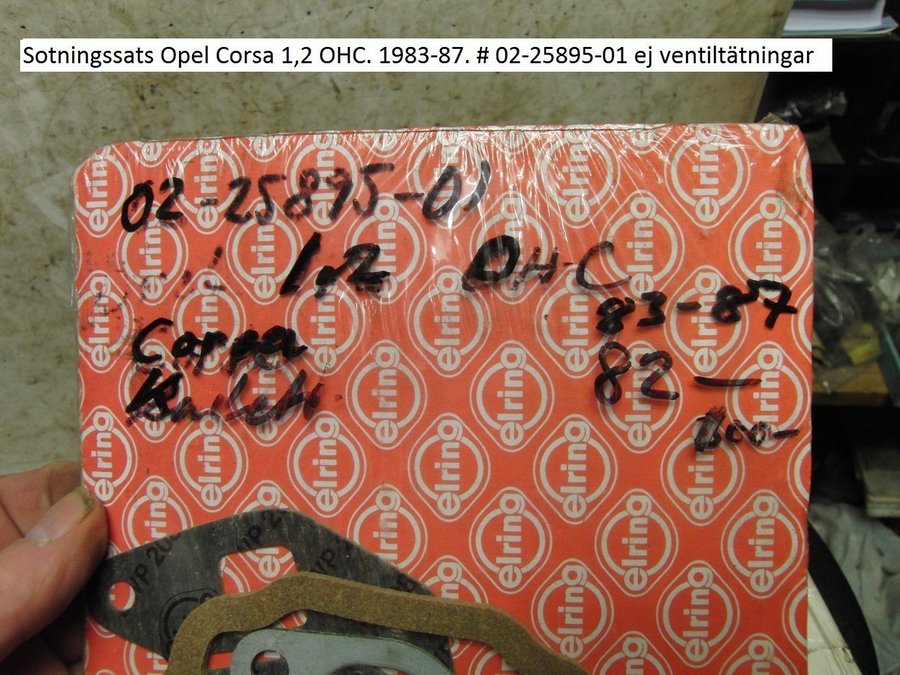 Sotningssats Opel Corsa 1,2 OHC. 1983-87. # 02-25895-01 ej ventiltätningar
02-25895-01
1.2 OHC
83-87
Corsa
82 -
elring